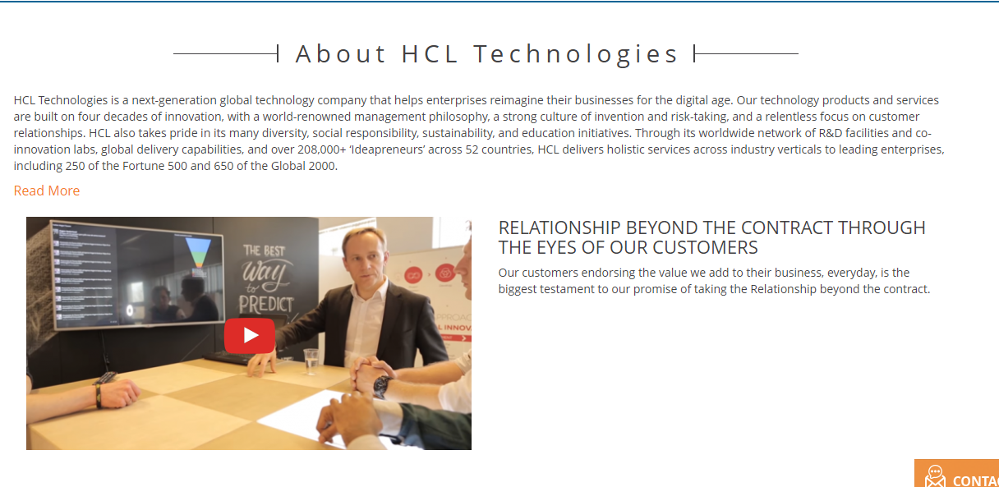 About HCL Technologies
HCL Technologies is a next-generation global technology company that helps enterprises reimagine their businesses for the digital age. Our technology products and services
are built on four decades of innovation, with a world-renowned management philosophy, a strong culture of invention and risk-taking, and a relentless focus on customer
relationships. HCL also takes pride in its many diversity, social responsibility, sustainability, and education initiatives. Through its worldwide network of R&D facilities and co-
innovation labs, global delivery capabilities, and over 208,000+ ‘Ideapreneurs’ across 52 countries, HCL delivers holistic services across industry verticals to leading enterprises,
including 250 of the Fortune 500 and 650 of the Global 2000.
Read More
THE BEST
way
to
PREDICT
PPROAC
L INNOV
RELATIONSHIP BEYOND THE CONTRACT THROUGH
THE EYES OF OUR CUSTOMERS
Our customers endorsing the value we add to their business, everyday, is the
biggest testament to our promise of taking the Relationship beyond the contract.
CONTAC